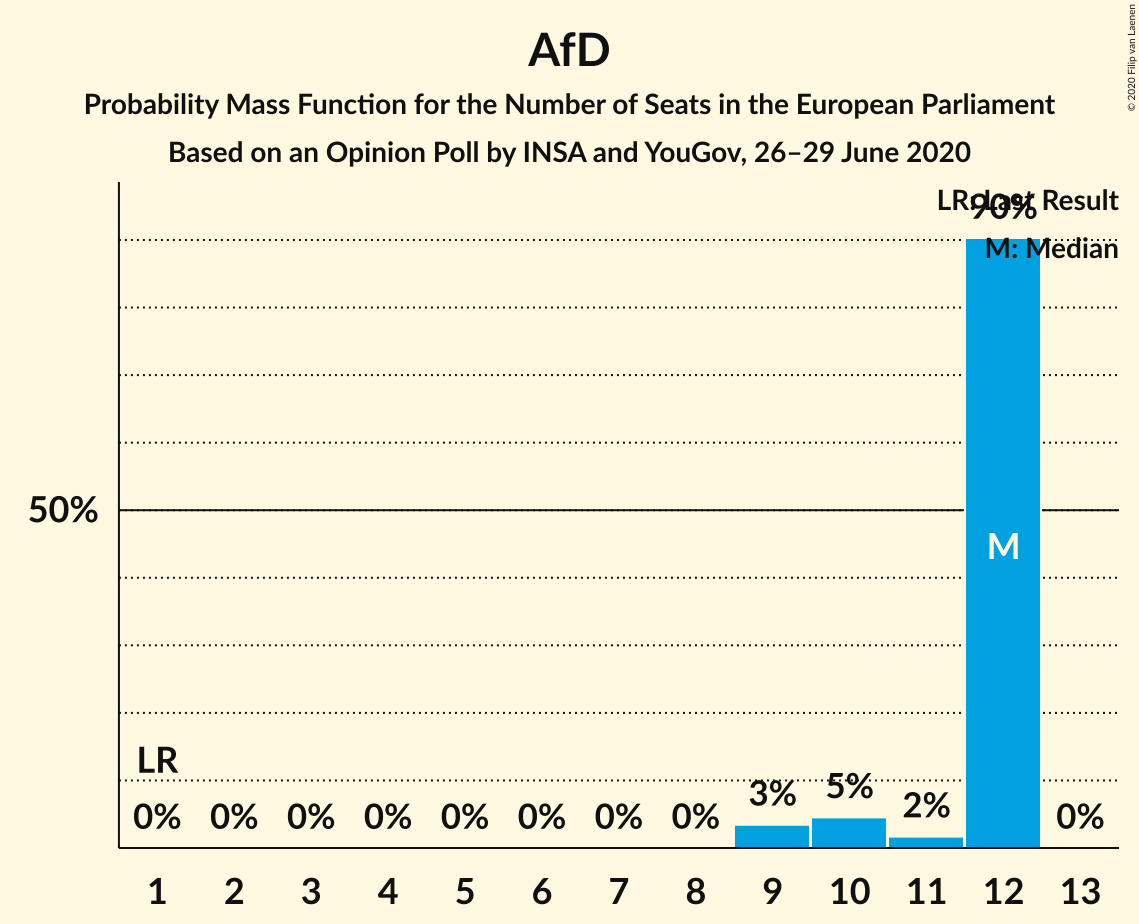 AfD
Probability Mass Function for the Number of Seats in the European Parliament
Based on an Opinion Poll by INSA and YouGov, 26–29 June 2020
© 2020 Filip van Laenen
LR: Last Result
90%
M: Median
50%
M
LR
0% 0% 0% 0% 0% 0% 0% 0% 3% 5% 2% 0%
1 2 3 4 5 6 7 8 9 10 11 12 13